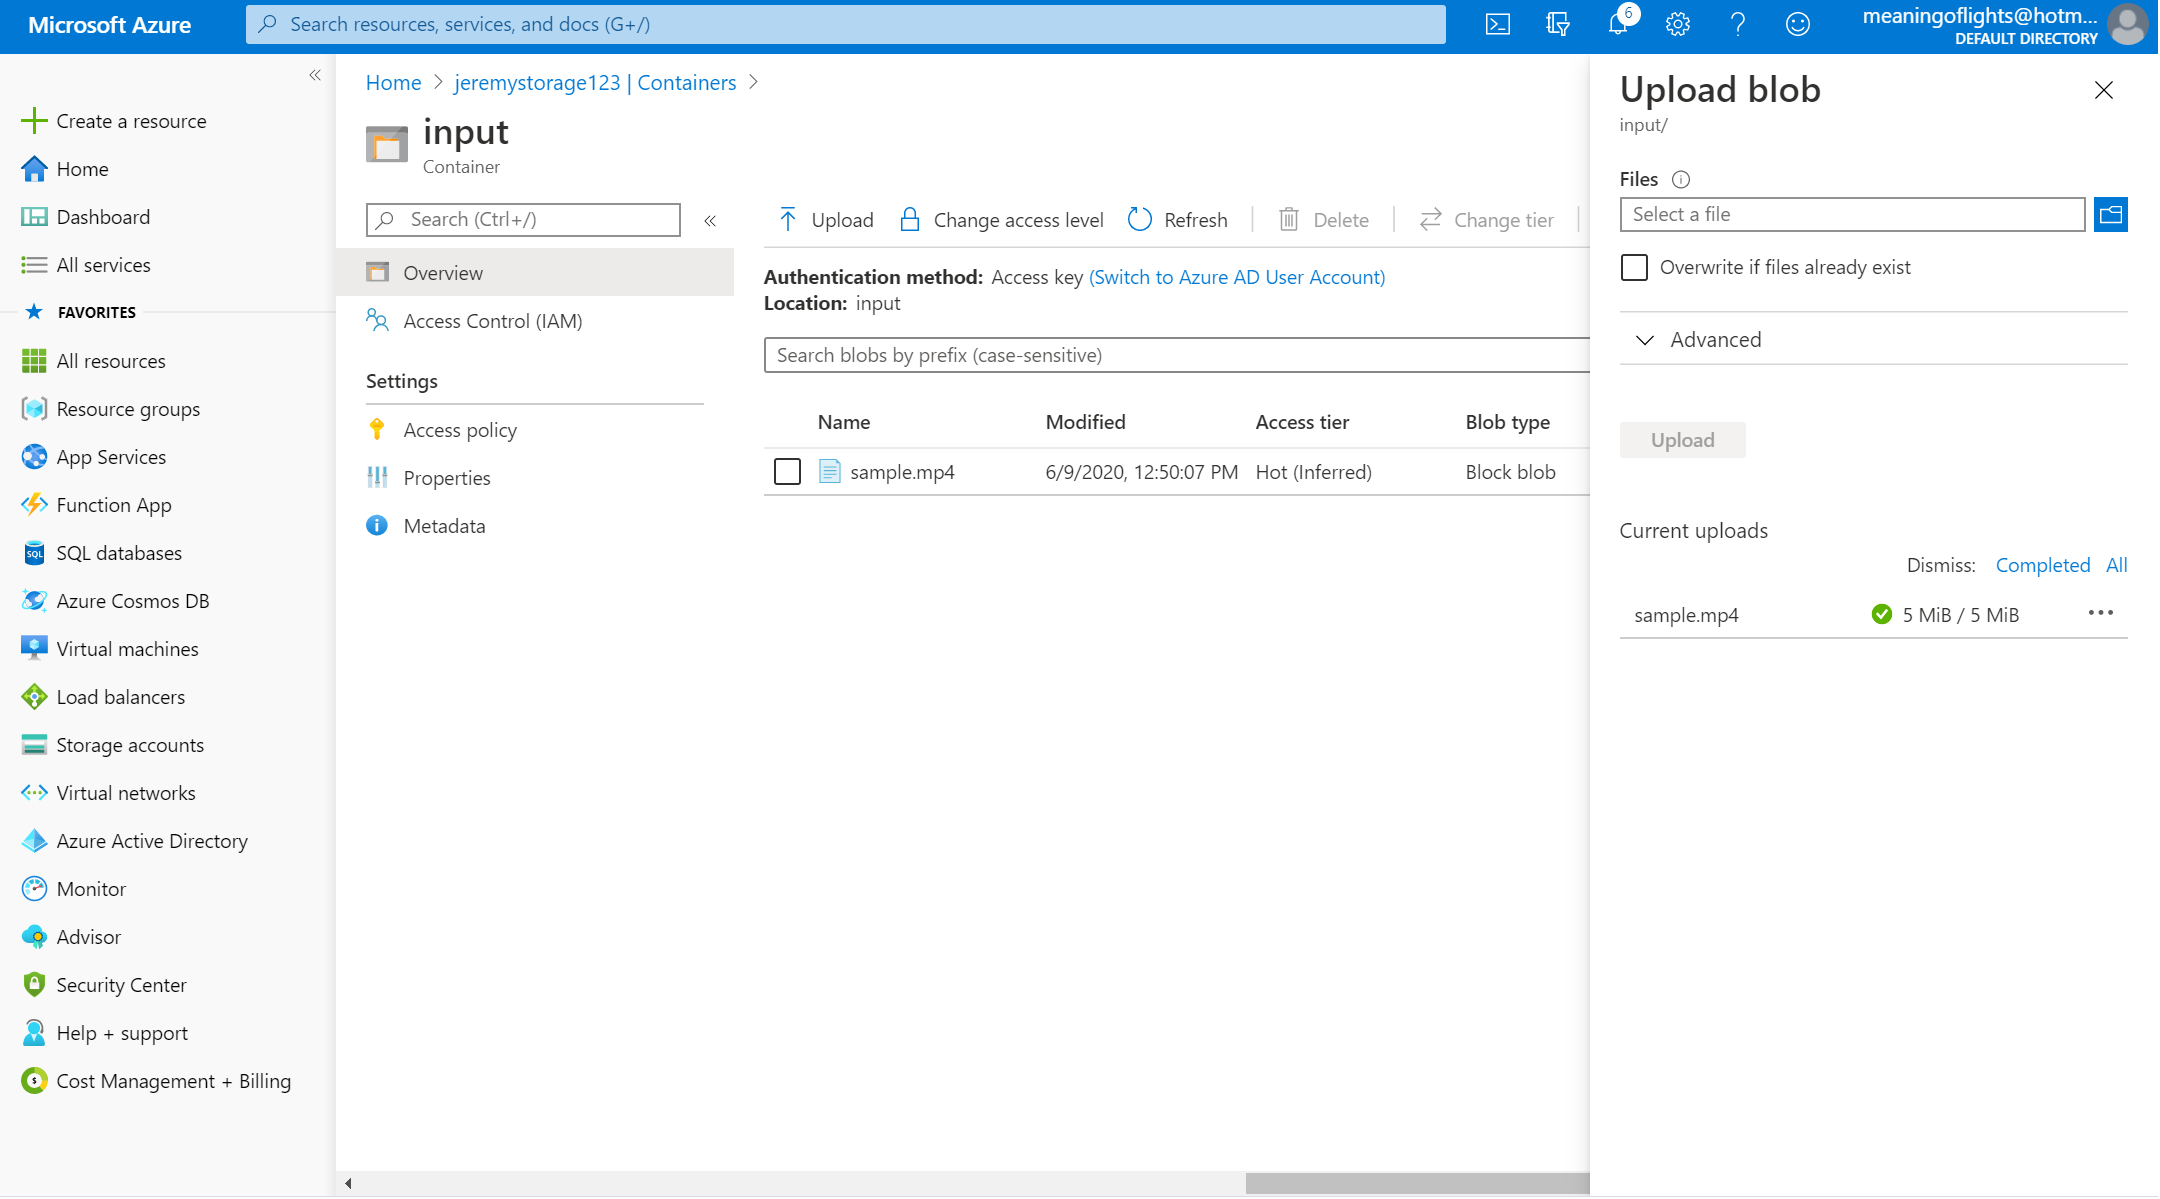 Microsoft Azure
Search resources, services, and docs (G+/)
6
meaningoflights@hotm...
DEFAULT DIRECTORY
Create a resource
Home
Dashboard
All services
FAVORITES
All resources
Resource groups
App Services
Function App
SQL
SQL databases
Azure Cosmos DB
Virtual machines
Load balancers
Storage accounts
Virtual networks
Azure Active Directory
Monitor
Advisor
Security Center
Help + support
Cost Management + Billing
Home > jeremystorage123 | Containers >
input
Container
Search (Ctrl+/)
Overview
Access Control (IAM)
Settings
Access policy
Properties
Metadata
Upload
Change access level
Refresh
Delete
Change tier
Authentication method: Access key (Switch to Azure AD User Account)
Location: input
Search blobs by prefix (case-sensitive)
Name Modified Access tier Blob type
sample.mp4 6/9/2020, 12:50:07 PM Hot (Inferred) Block blob
Upload blob
input/
Files
Select a file
Overwrite if files already exist
Advanced
Upload
Current uploads
Dismiss: Completed All
sample.mp4 5 MiB / 5 MiB